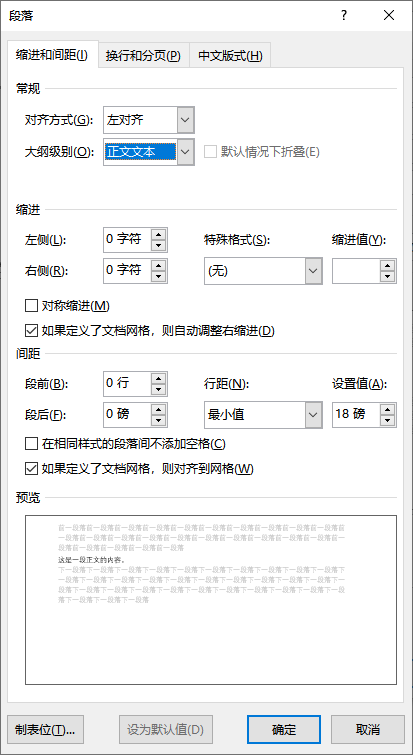 段落
?
缩进和间距(I)
换行和分页(P)
中文版式(H)
常规
对齐方式(G):
左对齐
大纲级别(O):
正文文本
默认情况下折叠(E)
缩进
左侧(L):
0 字符
特殊格式(S):
缩进值(Y):
右侧(R):
0 字符
(无)
对称缩进(M)
如果定义了文档网格，则自动调整右缩进(D)
间距
段前(B):
0 行
行距(N):
设置值(A):
段后(F):
0 磅
最小值
18 磅
在相同样式的段落间不添加空格(C)
如果定义了文档网格，则对齐到网格(W)
预览
前一段落前一段落前一段落前一段落前一段落前一段落前一段落前一段落前一段落前一段落前
一段落前一段落前一段落前一段落前一段落前一段落前一段落前一段落前一段落前一段落前一
段落前一段落前一段落前一段落
这是一段正文的内容。
下一段落下一段落下一段落下一段落下一段落下一段落下一段落下一段落下一段落下一段落
下一段落下一段落下一段落下一段落下一段落下一段落下一段落下一段落下一段落下一段落下一
段落下一段落下一段落下一段落下一段落下一段落下一段落下一段落下一段落下一段落下一段
落下一段落下一段落下一段落
制表位(T)...
设为默认值(D)
确定
取消